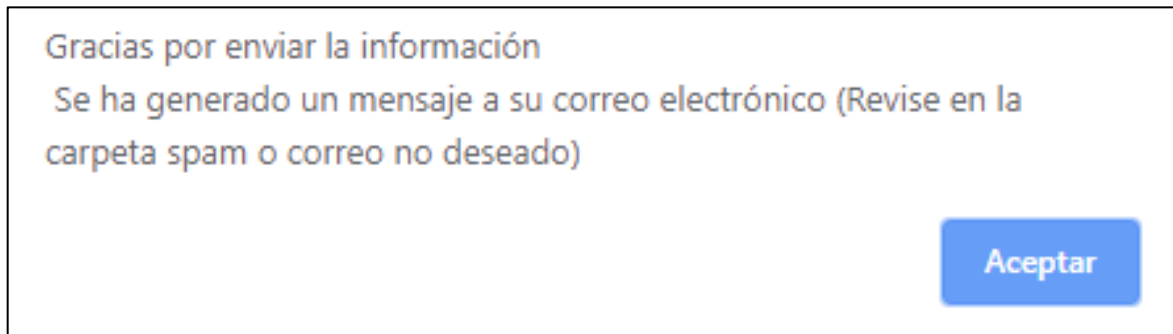 Gracias por enviar la información
Se ha generado un mensaje a su correo electrónico (Revise en la
carpeta spam o correo no deseado)
Aceptar